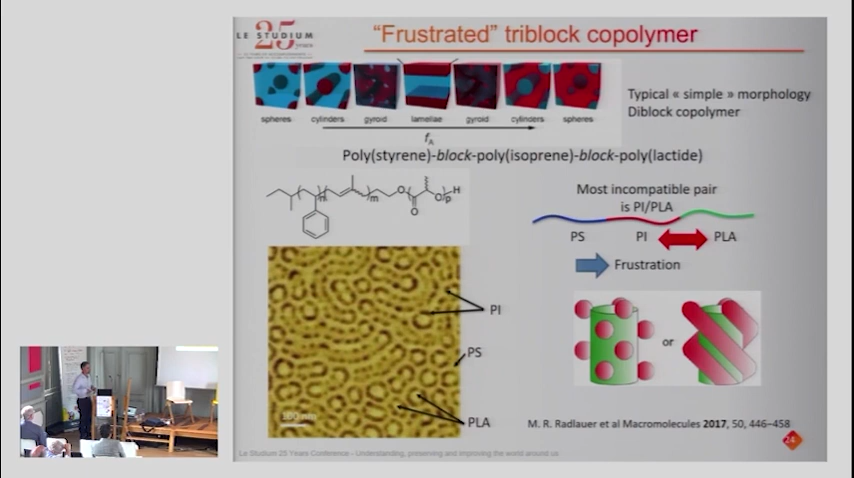 LE STUDIUM
25
years
“Frustrated” triblock copolymer
spheres cylinders gyroid lamellae gyroid cylinders spheres
fA
Typical « simple » morphology
Diblock copolymer
Poly(styrene)-block-poly(isoprene)-block-poly(lactide)
n m O O O p H
Most incompatible pair
is PI/PLA
PS PI PLA
Frustration
PI
PS
PLA
or
100 nm
M. R. Radlauer et al Macromolecules 2017, 50, 446–458
24
Le Studium 25 Years Conference - Understanding, preserving and improving the world around us